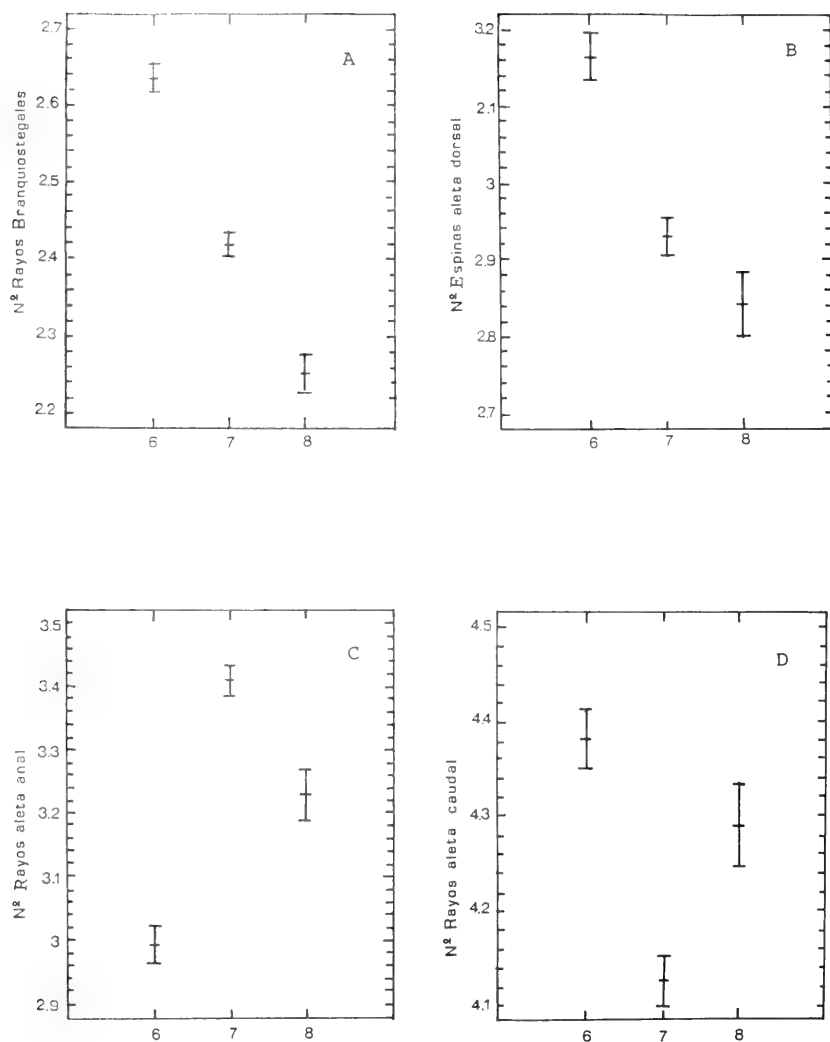 A
2.7
2.6
2.5
2.4
2.3
2.2
Nº Rayos Branquiostegales
6 7 8
B
3.2
2.1
3
2.9
2.8
2.7
Nº Espinas aleta dorsal
6 7 8
C
3.5
3.4
3.3
3.2
3.1
3
2.9
Nº Rayos aleta anal
6 7 8
D
4.5
4.4
4.3
4.2
4.1
Nº Rayos aleta caudal
6 7 8